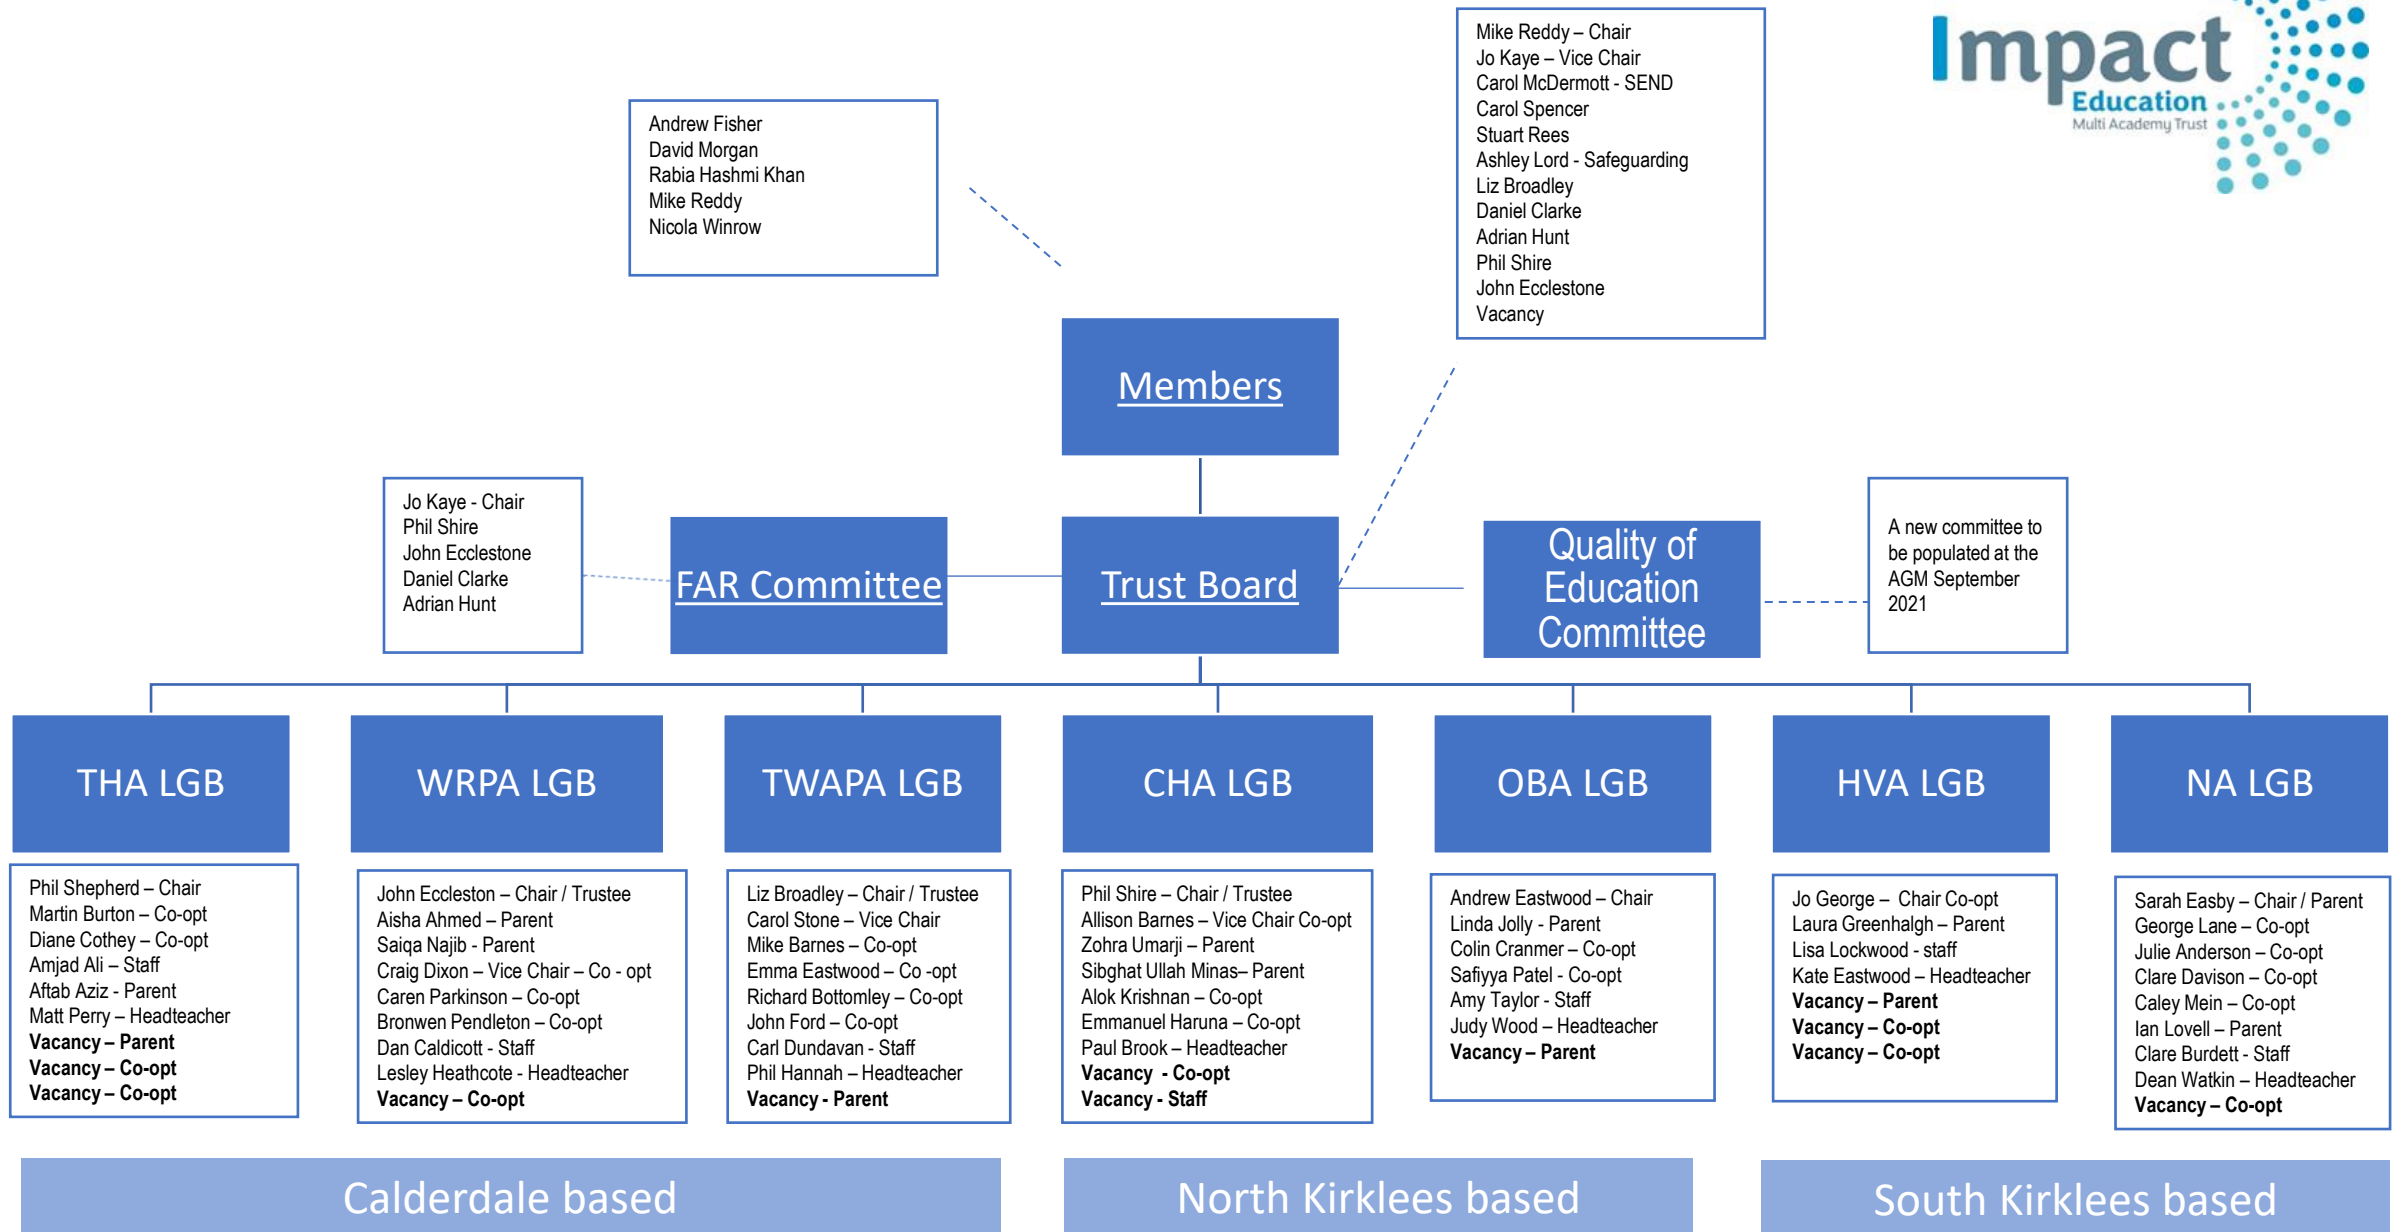 Impact
Education
Multi Academy Trust
Mike Reddy – Chair
Jo Kaye – Vice Chair
Carol McDermott - SEND
Carol Spencer
Stuart Rees
Ashley Lord - Safeguarding
Liz Broadley
Daniel Clarke
Adrian Hunt
Phil Shire
John Ecclestone
Vacancy
Andrew Fisher
David Morgan
Rabia Hashmi Khan
Mike Reddy
Nicola Winrow
Members
Jo Kaye - Chair
Phil Shire
John Ecclestone
Daniel Clarke
Adrian Hunt
FAR Committee
Trust Board
Quality of
Education
Committee
A new committee to
be populated at the
AGM September
2021
THA LGB
WRPA LGB
TWAPA LGB
CHA LGB
OBA LGB
HVA LGB
NA LGB
Phil Shepherd – Chair
Martin Burton – Co-opt
Diane Cothey – Co-opt
Amjad Ali – Staff
Aftab Aziz - Parent
Matt Perry – Headteacher
Vacancy – Parent
Vacancy – Co-opt
Vacancy – Co-opt
John Eccleston – Chair / Trustee
Aisha Ahmed – Parent
Saiqa Najib - Parent
Craig Dixon – Vice Chair – Co - opt
Caren Parkinson – Co-opt
Bronwen Pendleton – Co-opt
Dan Caldicott - Staff
Lesley Heathcote - Headteacher
Vacancy – Co-opt
Liz Broadley – Chair / Trustee
Carol Stone – Vice Chair
Mike Barnes – Co-opt
Emma Eastwood – Co -opt
Richard Bottomley – Co-opt
John Ford – Co-opt
Carl Dundavan - Staff
Phil Hannah – Headteacher
Vacancy - Parent
Phil Shire – Chair / Trustee
Allison Barnes – Vice Chair Co-opt
Zohra Umarji – Parent
Sibghat Ullah Minas– Parent
Alok Krishnan – Co-opt
Emmanuel Haruna – Co-opt
Paul Brook – Headteacher
Vacancy - Co-opt
Vacancy - Staff
Andrew Eastwood – Chair
Linda Jolly - Parent
Colin Cranmer – Co-opt
Safiyya Patel - Co-opt
Amy Taylor - Staff
Judy Wood – Headteacher
Vacancy – Parent
Jo George – Chair Co-opt
Laura Greenhalgh – Parent
Lisa Lockwood - staff
Kate Eastwood – Headteacher
Vacancy – Parent
Vacancy – Co-opt
Vacancy – Co-opt
Sarah Easby – Chair / Parent
George Lane – Co-opt
Julie Anderson – Co-opt
Clare Davison – Co-opt
Caley Mein – Co-opt
Ian Lovell – Parent
Clare Burdett - Staff
Dean Watkin – Headteacher
Vacancy – Co-opt
Calderdale based
North Kirklees based
South Kirklees based